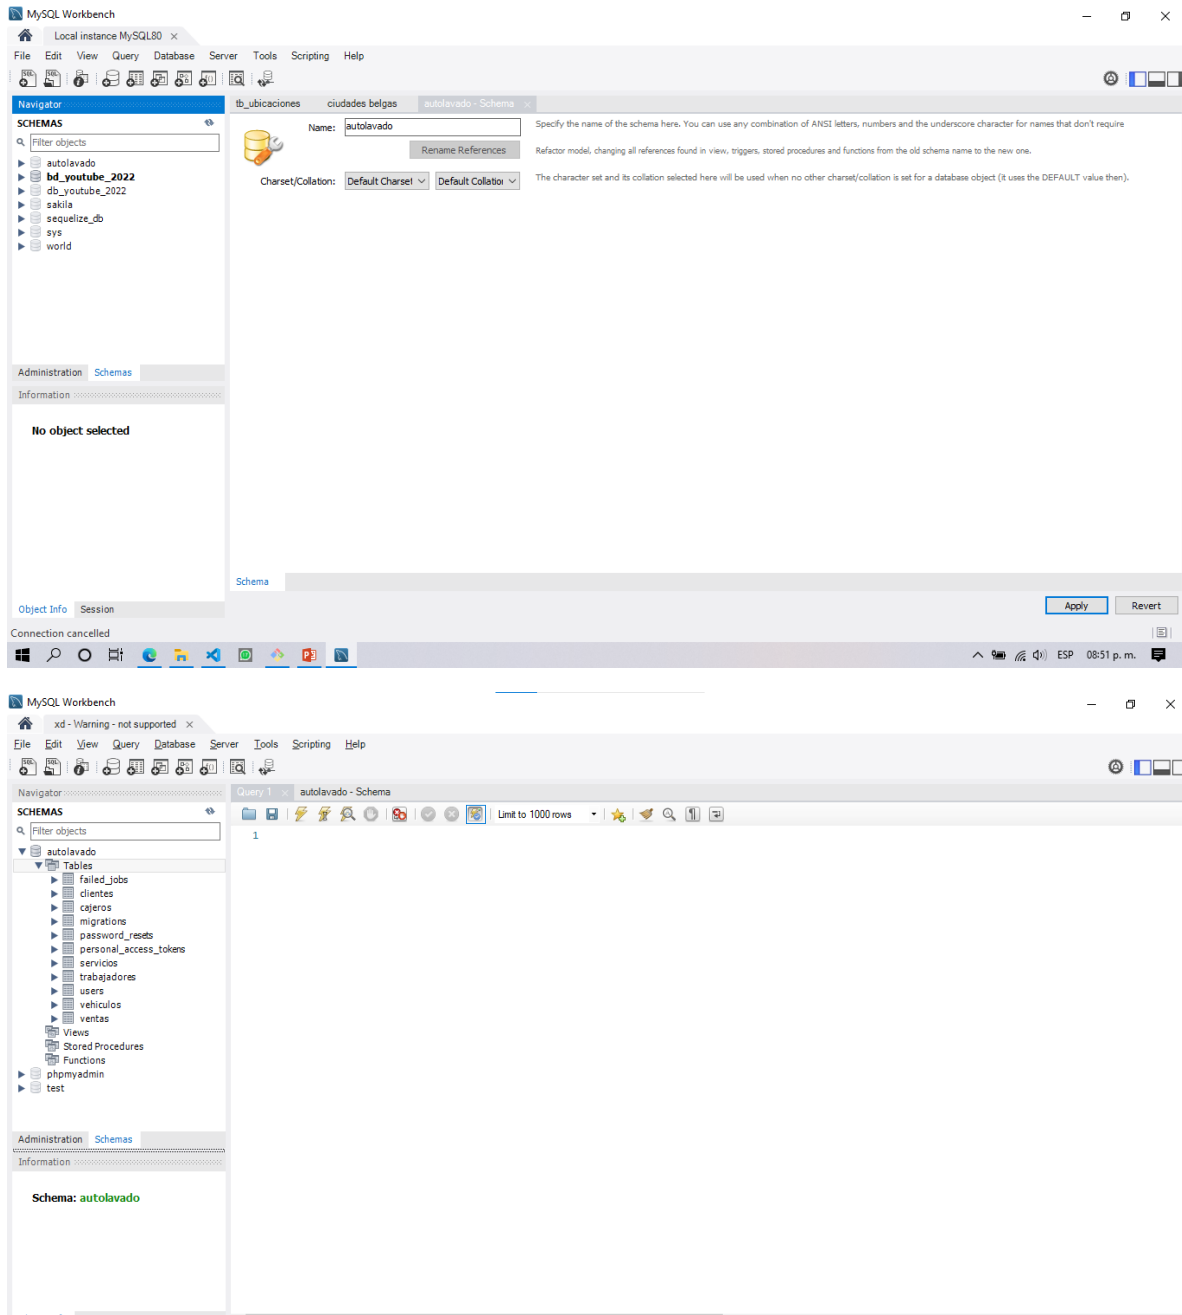 MySQL Workbench
Local instance MySQL80
File Edit View Query Database Server Tools Scripting Help
Navigator
SCHEMAS
Filter objects
autolavado
bd_youtube_2022
db_youtube_2022
sakila
sequelize_db
sys
world
Administration Schemas
Information
No object selected
Object Info Session
Connection cancelled
tb_ubicaciones ciudades belgas autolavado - Schema
Name: autolavado
Specify the name of the schema here. You can use any combination of ANSI letters, numbers and the underscore character for names that don't require
Rename References
Refactor model, changing all references found in view, triggers, stored procedures and functions from the old schema name to the new one.
Charset/Collation: Default Charset Default Collation
The character set and its collation selected here will be used when no other charset/collation is set for a database object (it uses the DEFAULT value then).
Schema
Apply Revert
ESP 08:51 p. m.
MySQL Workbench
xd - Warning - not supported
File Edit View Query Database Server Tools Scripting Help
Navigator
SCHEMAS
Filter objects
autolavado
Tables
failed_jobs
clientes
cajeros
migrations
password_resets
personal_access_tokens
servicios
trabajadores
users
vehiculos
ventas
Views
Stored Procedures
Functions
phpmyadmin
test
Administration Schemas
Information
Schema: autolavado
Query 1 autolavado - Schema
Limit to 1000 rows
1